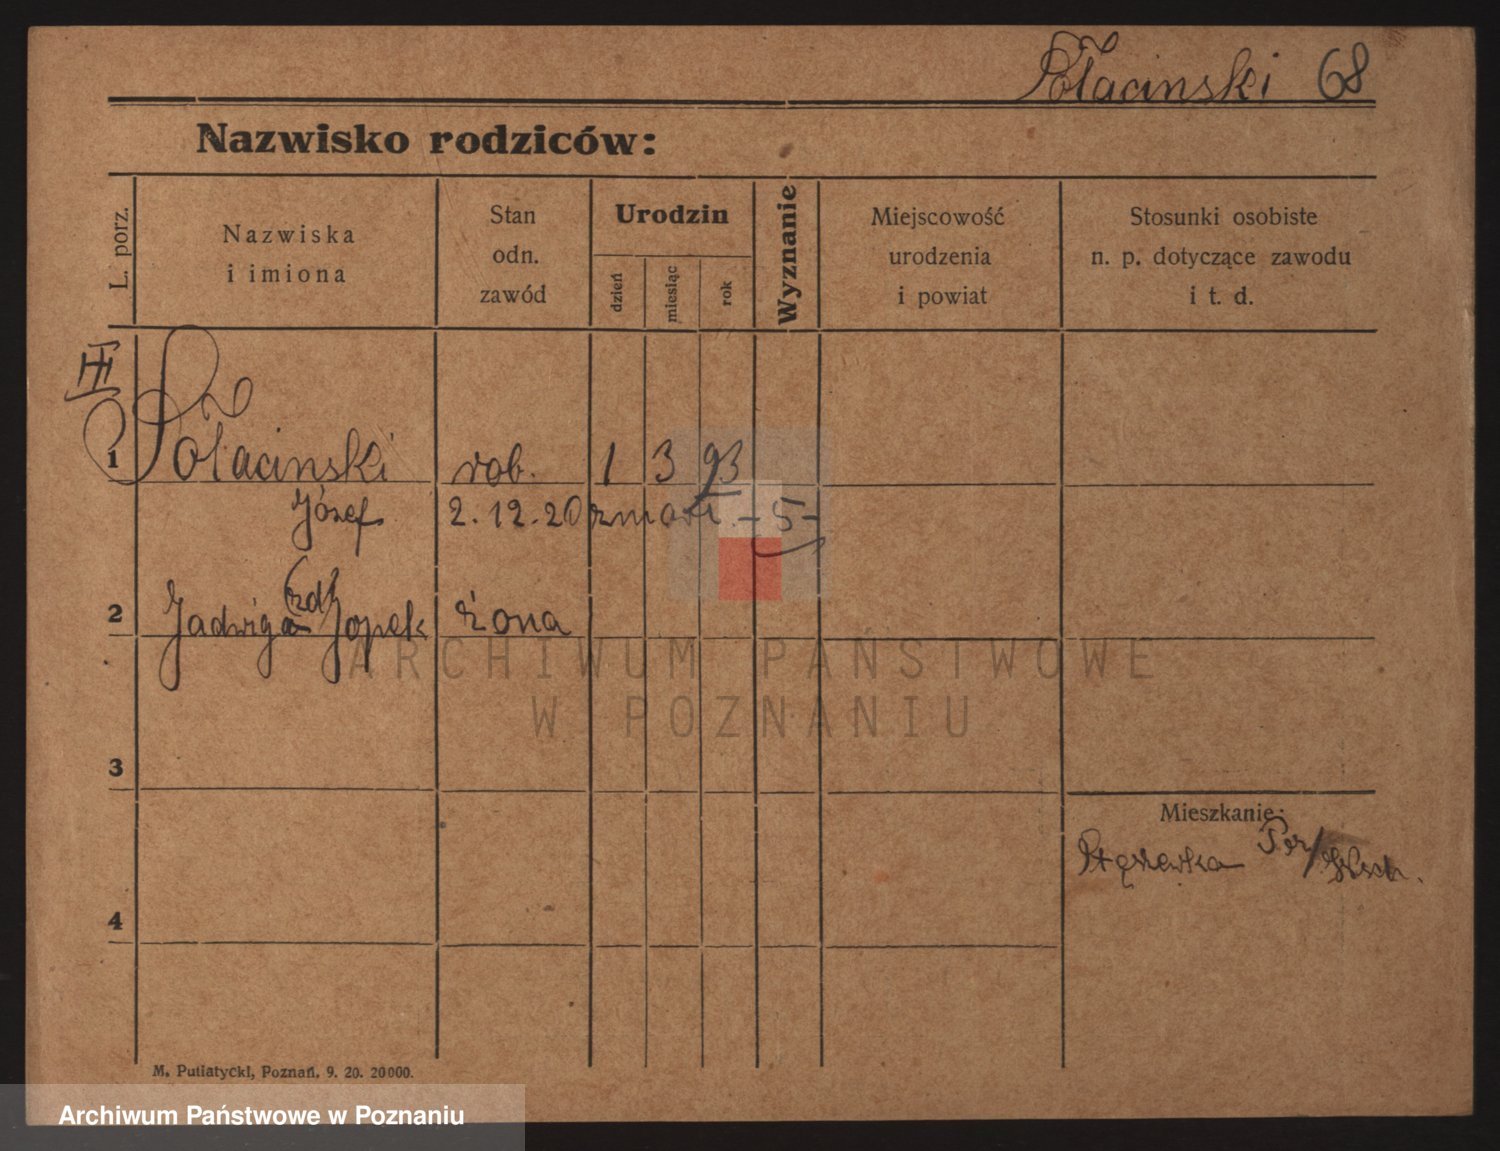 Połacinski 68
Nazwisko rodziców:
L. porz.
Nazwiska
i imiona
Stan
odn.
zawód
Urodzin
dzień
miesiąc
rok
Wyznanie
Miejscowość
urodzenia
i powiat
Stosunki osobiste
n. p. dotyczące zawodu
i t. d.
III
1 Połacinski rob. 1 3 93
Józef 2.12.20 zmarł. -5-
2 Jadwiga Jopek żona
3
Mieszkanie:
4
M. Putiatycki, Poznań. 9. 20. 20000.
ARCHIWUM PAŃSTWOWE
W POZNANIU
Archiwum Państwowe w Poznaniu